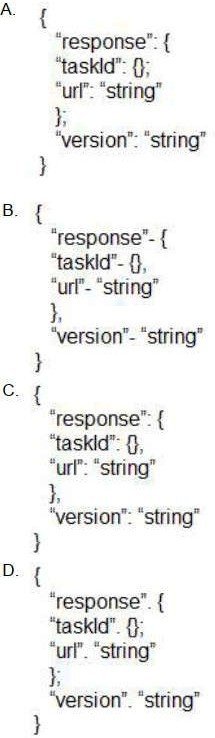 A. {
"response": {
"taskId": {};
"url": "string"
};
"version": "string"
}
B. {
"response"- {
"taskId"- {},
"url"- "string"
},
"version"- "string"
}
C. {
"response": {
"taskId": {},
"url": "string"
},
"version": "string"
}
D. {
"response". {
"taskId". {};
"url". "string"
};
"version". "string"
}